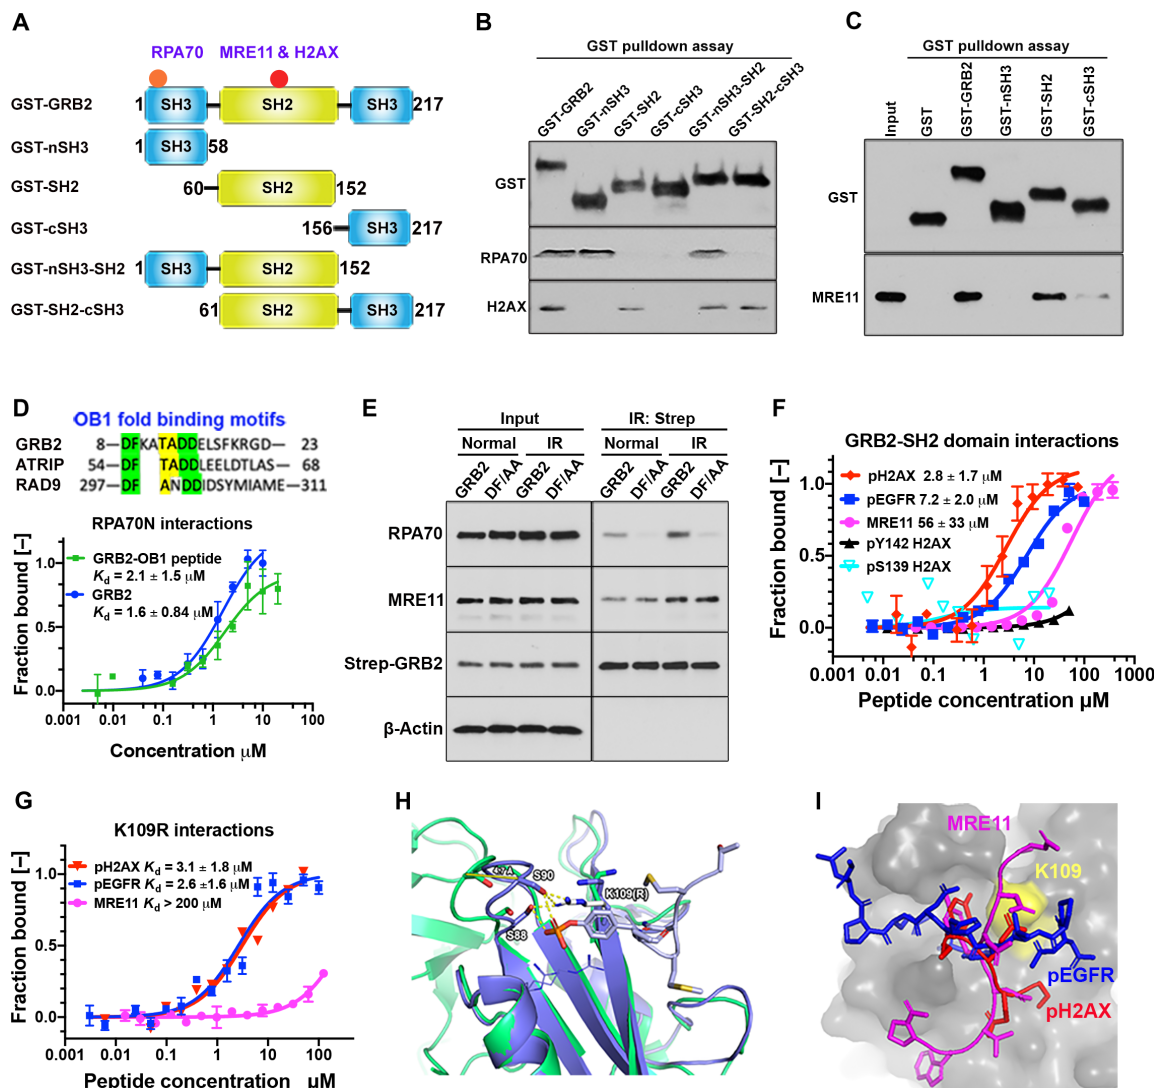 A
RPA70 MRE11 & H2AX
GST-GRB2 1 SH3 SH2 SH3 217
GST-nSH3 1 SH3 58
GST-SH2 60 SH2 152
GST-cSH3 156 SH3 217
GST-nSH3-SH2 1 SH3 SH2 152
GST-SH2-cSH3 61 SH2 SH3 217
B
GST pulldown assay
GST-GRB2 GST-nSH3 GST-SH2 GST-cSH3 GST-nSH3-SH2 GST-SH2-cSH3
GST
RPA70
H2AX
C
GST pulldown assay
Input GST GST-GRB2 GST-nSH3 GST-SH2 GST-cSH3
GST
MRE11
D
OB1 fold binding motifs
GRB2 8—DFKATADDELSFKRGD— 23
ATRIP 54—DF TADDLEELDTLAS— 68
RAD9 297—DF ANDDIDSYMIAME—311
RPA70N interactions
GRB2-OB1 peptide
Kd = 2.1 ± 1.5 µM
GRB2
Kd = 1.6 ± 0.84 µM
Fraction bound [–]
1.0
0.5
0.0
0.001 0.01 0.1 1 10 100
Concentration µM
E
Input IR: Strep
Normal IR Normal IR
GRB2 DF/AA GRB2 DF/AA GRB2 DF/AA GRB2 DF/AA
RPA70
MRE11
Strep-GRB2
β-Actin
F
GRB2-SH2 domain interactions
pH2AX 2.8 ± 1.7 µM
pEGFR 7.2 ± 2.0 µM
MRE11 56 ± 33 µM
pY142 H2AX
pS139 H2AX
Fraction bound [–]
1.0
0.5
0.0
0.001 0.01 0.1 1 10 100 1000
Peptide concentration µM
G
K109R interactions
pH2AX Kd = 3.1 ± 1.8 µM
pEGFR Kd = 2.6 ±1.6 µM
MRE11 Kd > 200 µM
Fraction bound [–]
1.0
0.5
0.0
0.001 0.01 0.1 1 10 100
Peptide concentration µM
H
4.7 A
S90
K109(R)
S88
I
MRE11
K109
pEGFR
pH2AX